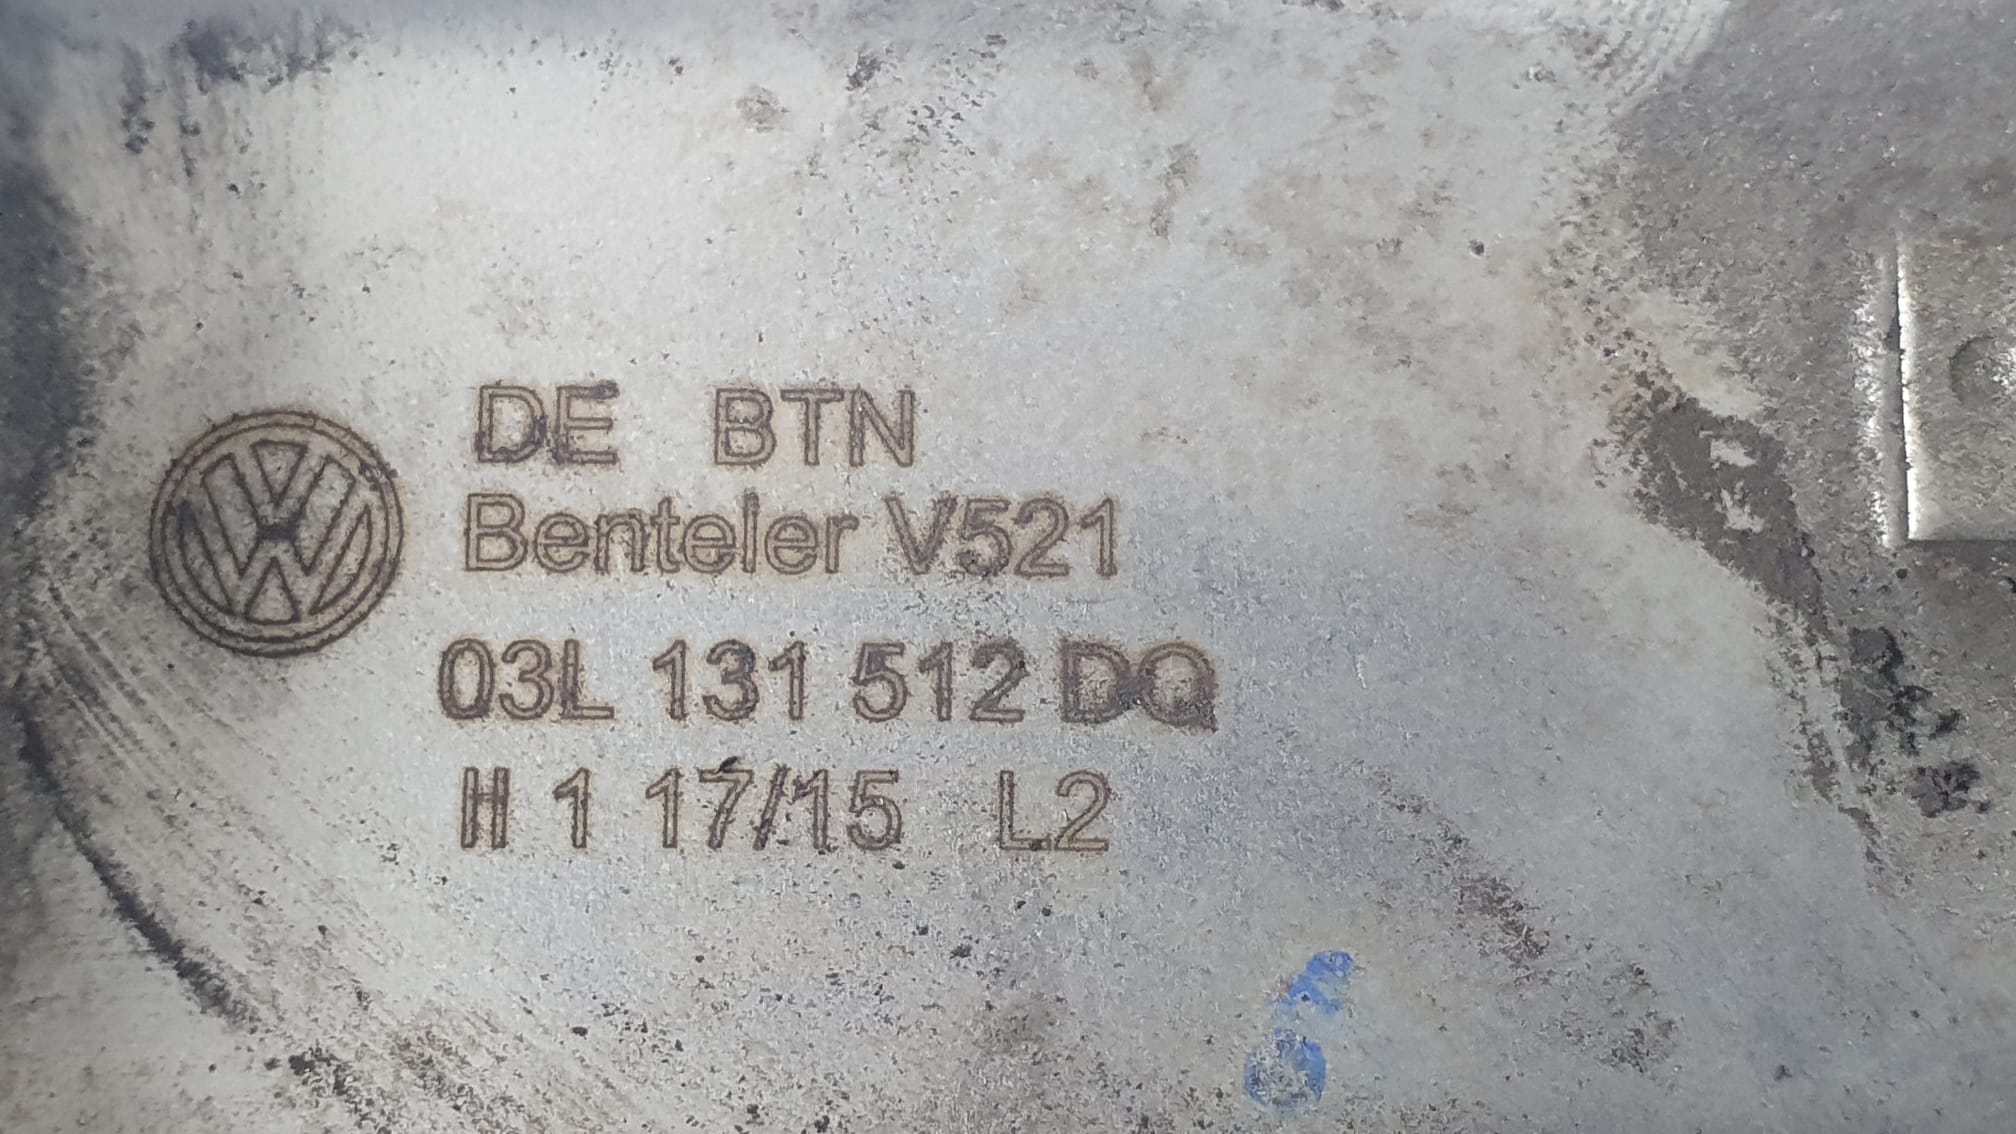 DE BTN
Benteler V521
03L 131 512 DQ
H 1 17/15 L2